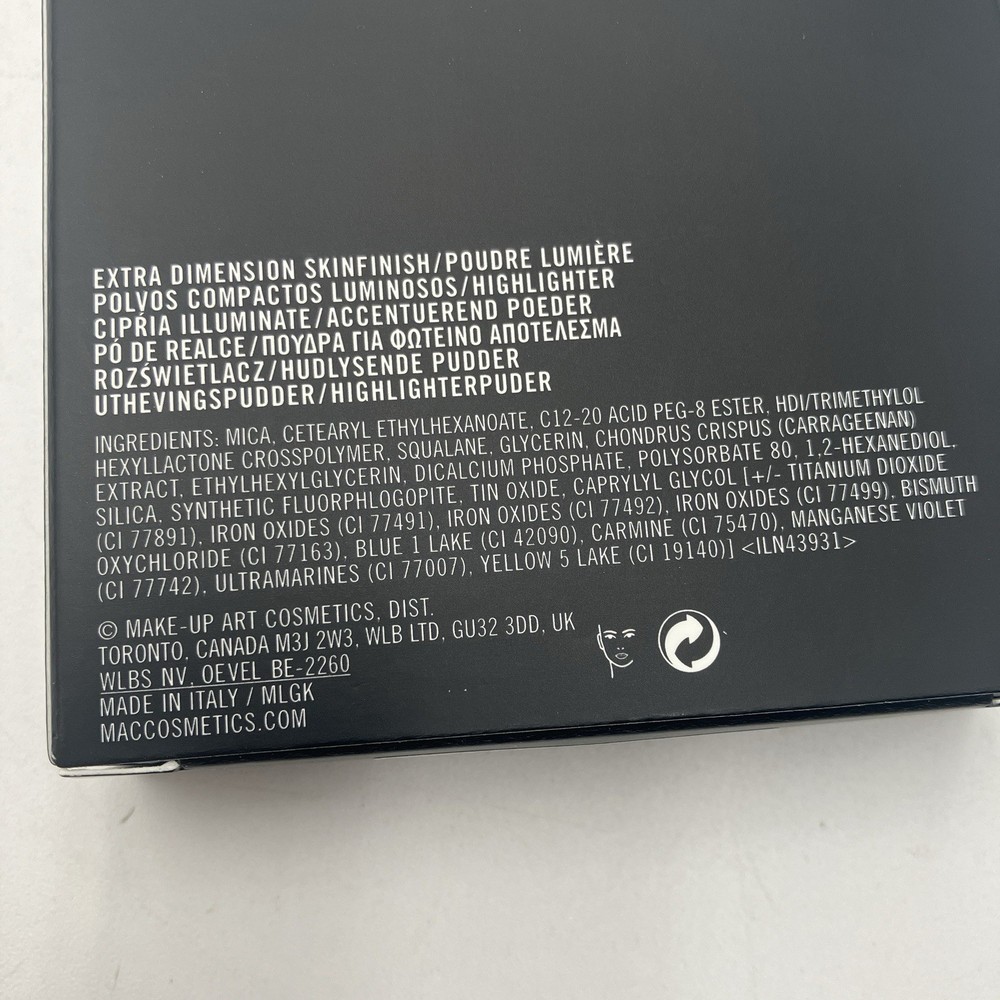 EXTRA DIMENSION SKINFINISH/POUDRE LUMIÈRE
POLVOS COMPACTOS LUMINOSOS/HIGHLIGHTER
CIPRIA ILLUMINATE/ACCENTUEREND POEDER
PÓ DE REALCE/ΠΟΥΔΡΑ ΓΙΑ ΦΩΤΕΙΝΟ ΑΠΟΤΕΛΕΣΜΑ
ROZŚWIETLACZ/HUDLYSENDE PUDDER
UTHEVINGSPUDDER/HIGHLIGHTERPUDER
INGREDIENTS: MICA, CETEARYL ETHYLHEXANOATE, C12-20 ACID PEG-8 ESTER, HDI/TRIMETHYLOL
HEXYLLACTONE CROSSPOLYMER, SQUALANE, GLYCERIN, CHONDRUS CRISPUS (CARRAGEENAN)
EXTRACT, ETHYLHEXYLGLYCERIN, DICALCIUM PHOSPHATE, POLYSORBATE 80, 1,2-HEXANEDIOL,
SILICA, SYNTHETIC FLUORPHLOGOPITE, TIN OXIDE, CAPRYLYL GLYCOL [+/- TITANIUM DIOXIDE
(CI 77891), IRON OXIDES (CI 77491), IRON OXIDES (CI 77492), IRON OXIDES (CI 77499), BISMUTH
OXYCHLORIDE (CI 77163), BLUE 1 LAKE (CI 42090), CARMINE (CI 75470), MANGANESE VIOLET
(CI 77742), ULTRAMARINES (CI 77007), YELLOW 5 LAKE (CI 19140)] <ILN43931>
© MAKE-UP ART COSMETICS, DIST.
TORONTO, CANADA M3J 2W3, WLB LTD, GU32 3DD, UK
WLBS NV, OEVEL BE-2260
MADE IN ITALY / MLGK
MACCOSMETICS.COM